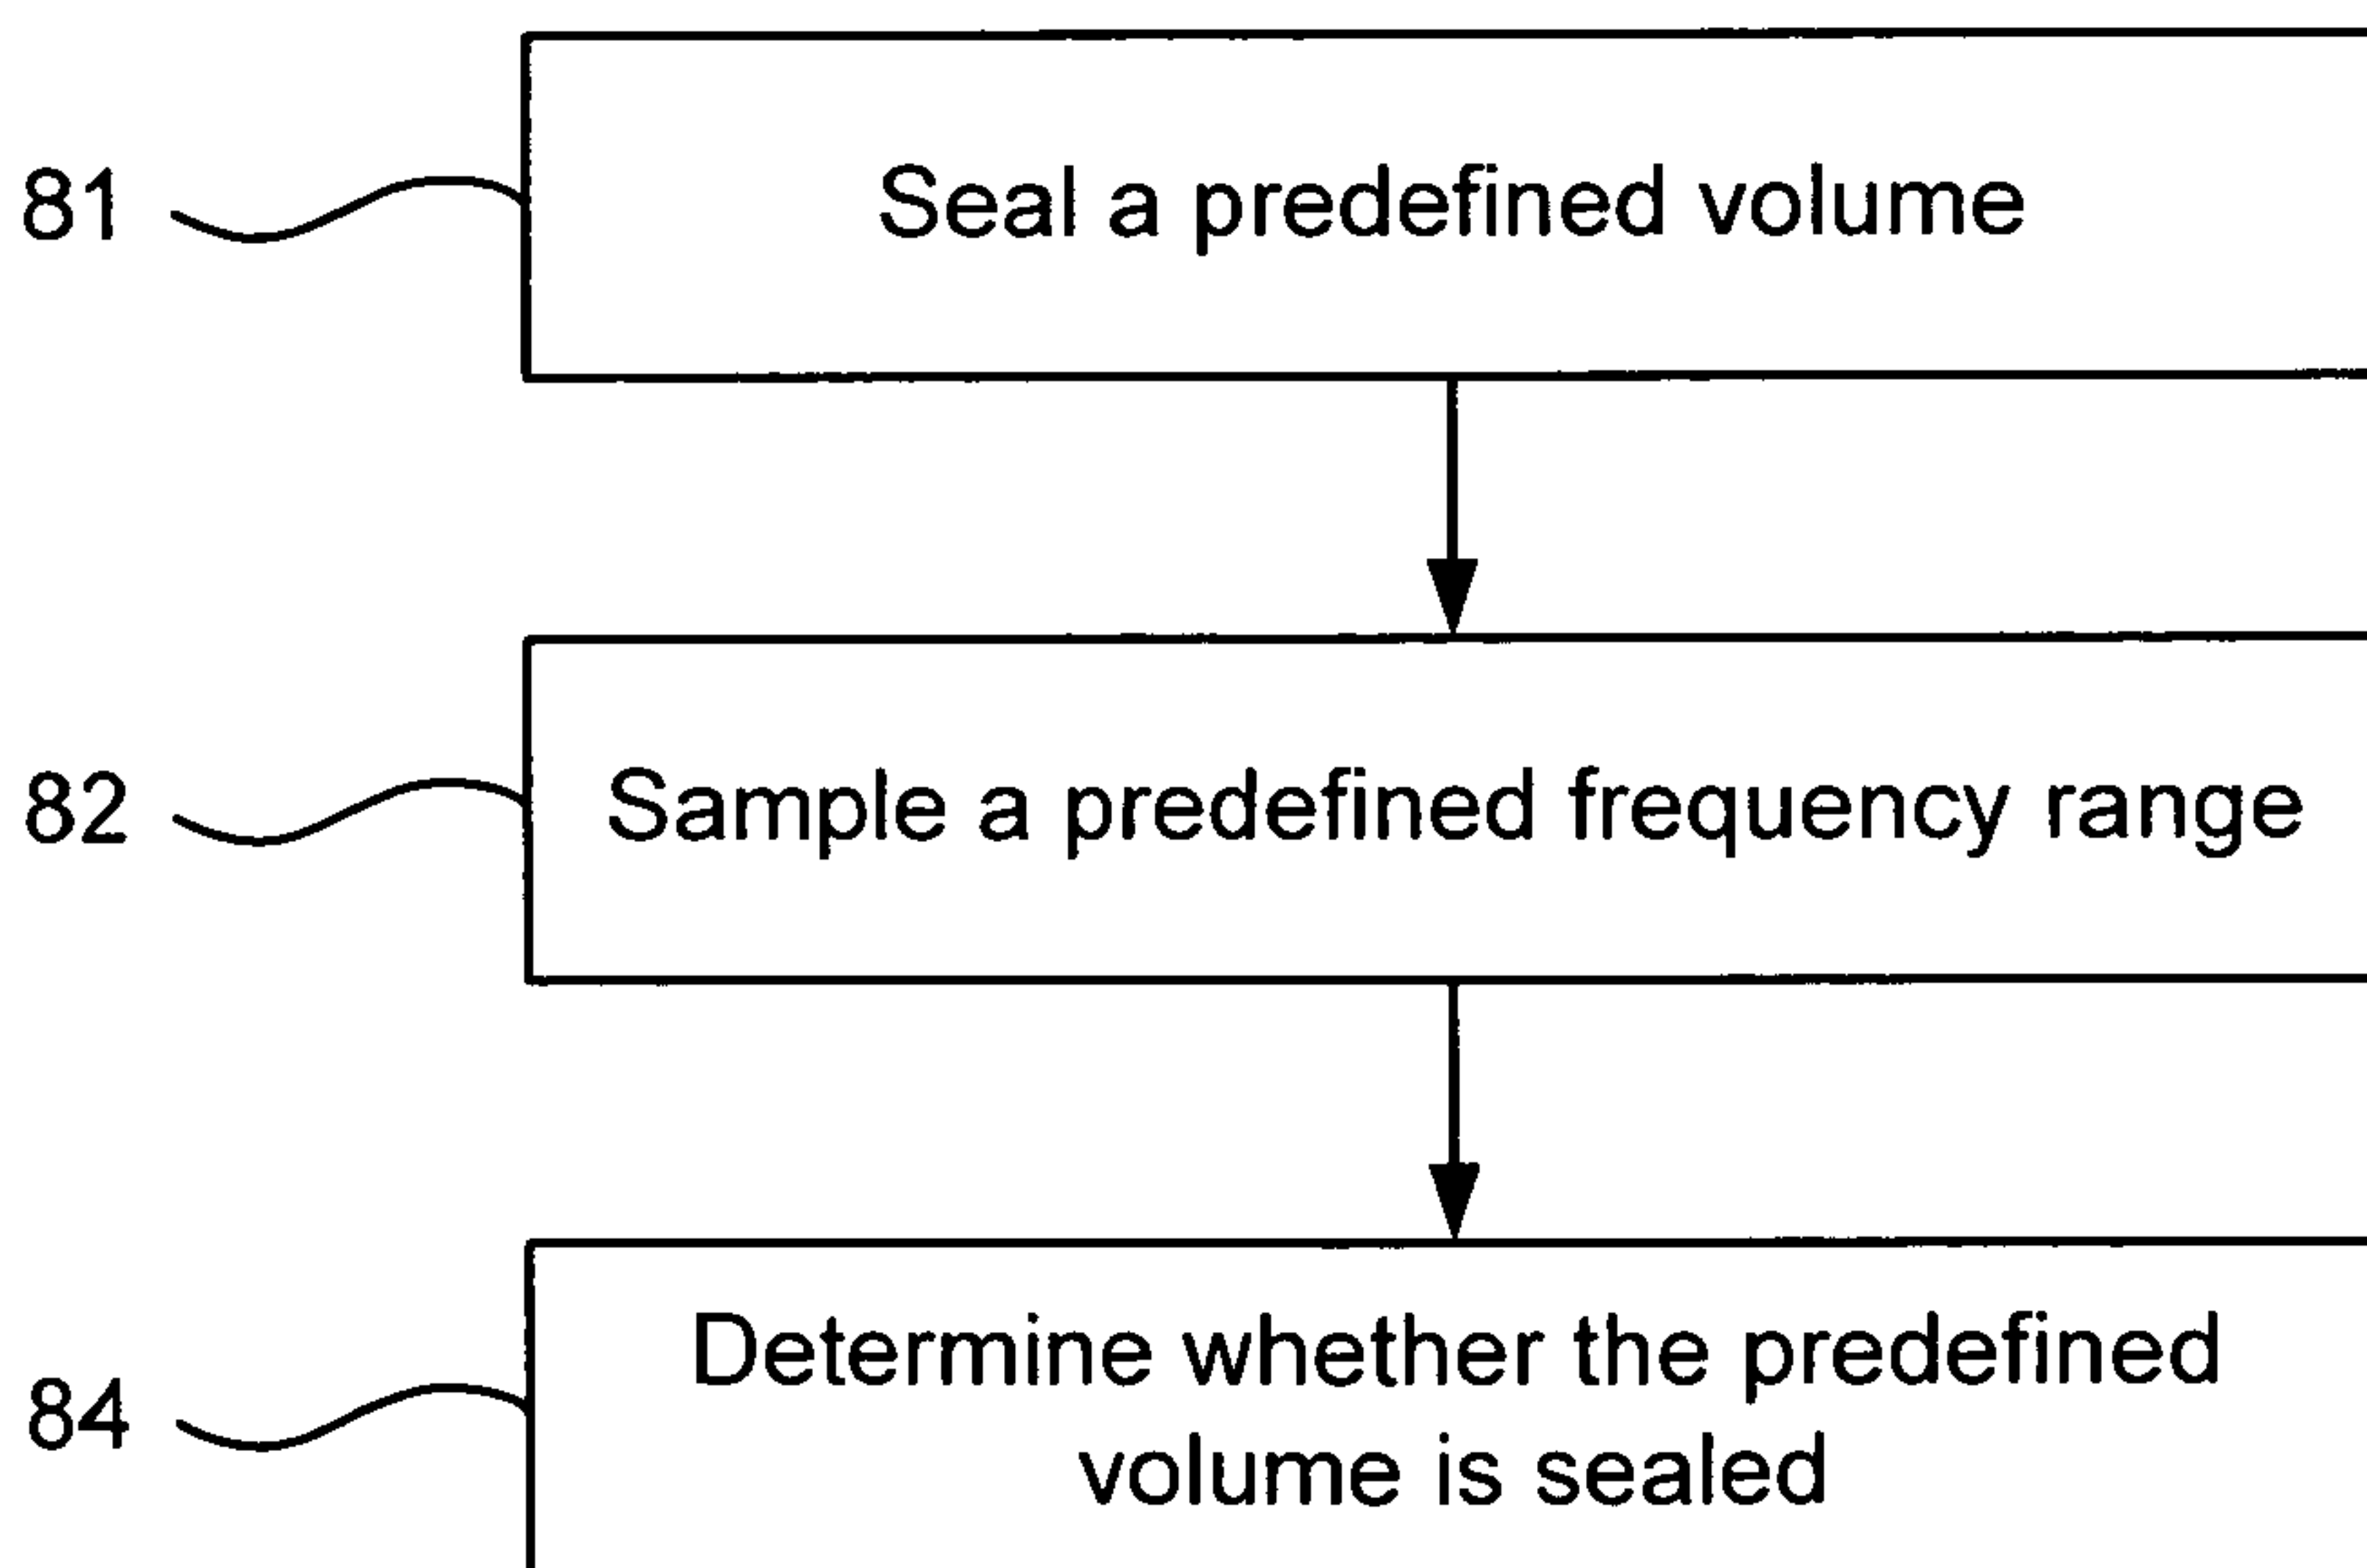 81 Seal a predefined volume
82 Sample a predefined frequency range
84 Determine whether the predefined
volume is sealed